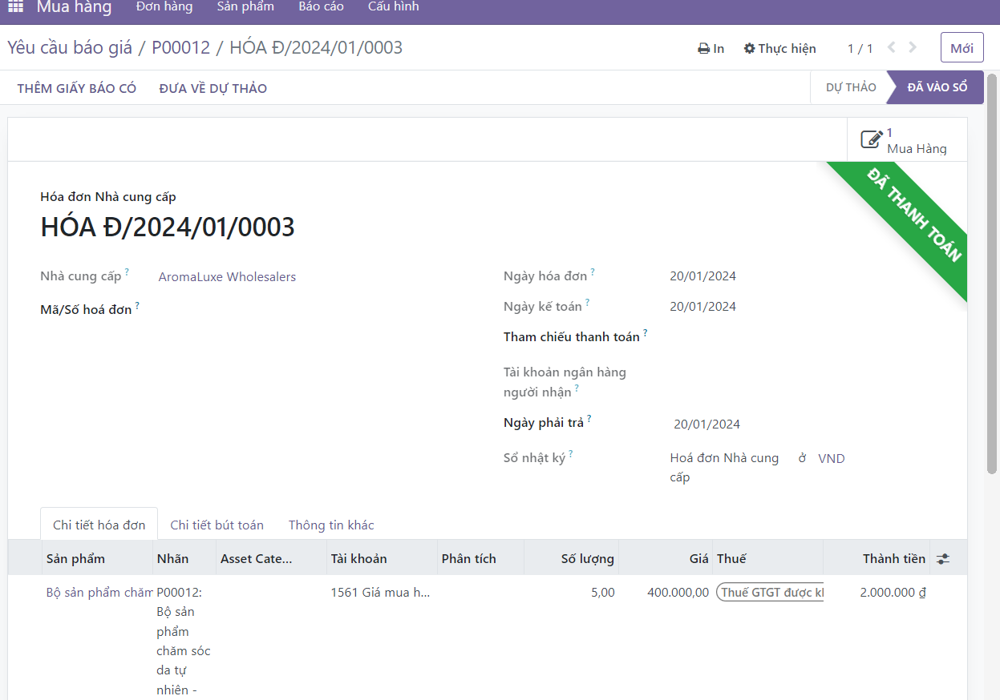 Mua hàng Đơn hàng Sản phẩm Báo cáo Cấu hình
Yêu cầu báo giá / P00012 / HÓA Đ/2024/01/0003
In Thực hiện 1 / 1 Mới
THÊM GIẤY BÁO CÓ ĐƯA VỀ DỰ THẢO
DỰ THẢO ĐÃ VÀO SỔ
1
Mua Hàng
ĐÃ THANH TOÁN
Hóa đơn Nhà cung cấp
HÓA Đ/2024/01/0003
Nhà cung cấp ? AromaLuxe Wholesalers
Mã/Số hoá đơn ?
Ngày hóa đơn ? 20/01/2024
Ngày kế toán ? 20/01/2024
Tham chiếu thanh toán ?
Tài khoản ngân hàng
người nhận ?
Ngày phải trả ? 20/01/2024
Sổ nhật ký ? Hoá đơn Nhà cung ở VND
cấp
Chi tiết hóa đơn Chi tiết bút toán Thông tin khác
Sản phẩm Nhãn Asset Cate... Tài khoản Phân tích Số lượng Giá Thuế Thành tiền
Bộ sản phẩm chăm P00012: 1561 Giá mua h... 5,00 400.000,00 Thuế GTGT được 2.000.000 ₫
Bộ sản
phẩm
chăm sóc
da tự
nhiên -